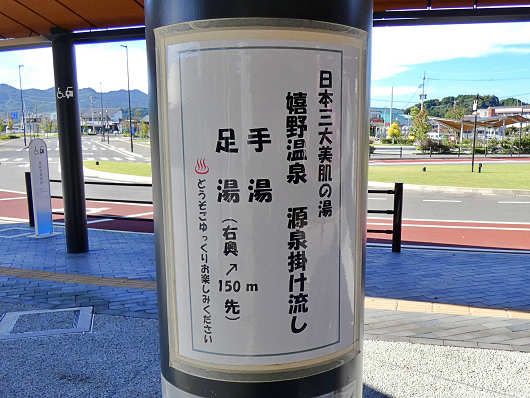 日本三大美肌の湯
嬉野温泉 源泉掛け流し
手湯
足湯
(右奥↗150m先)
♨どうぞごゆっくりお楽しみください